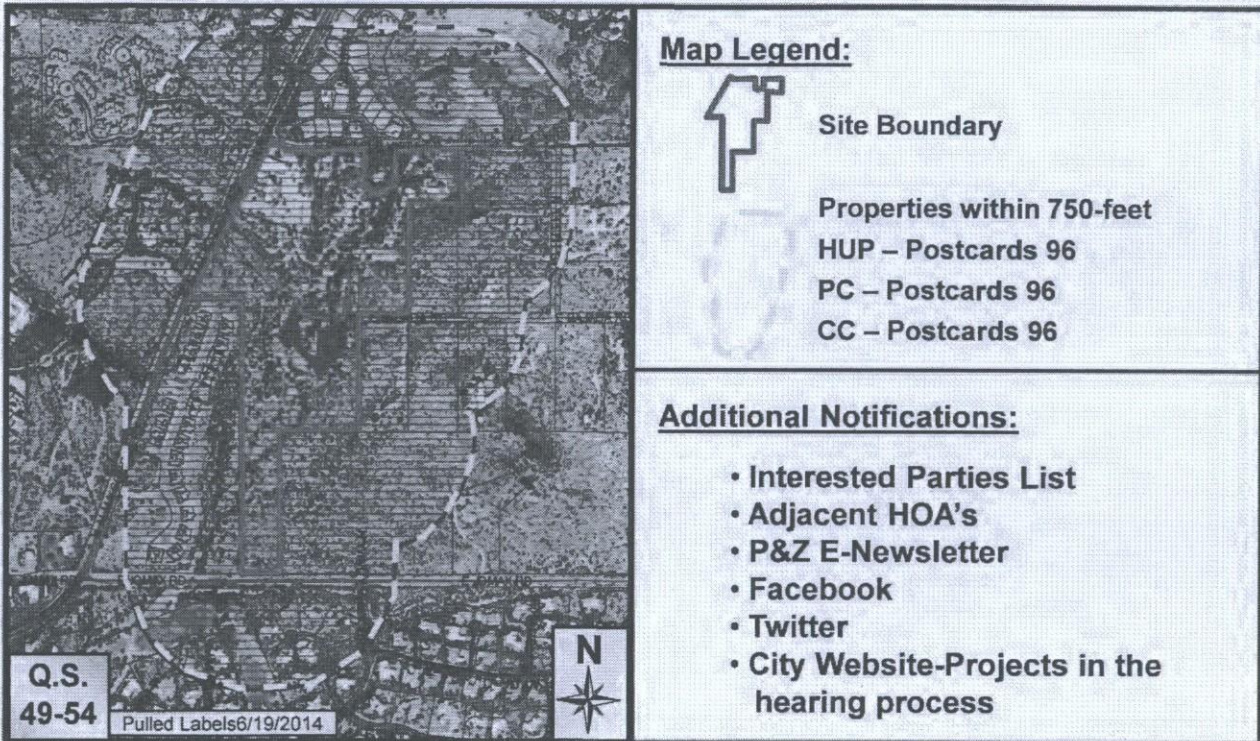 Map Legend:
Site Boundary
Properties within 750-feet
HUP – Postcards 96
PC – Postcards 96
CC – Postcards 96
Additional Notifications:
• Interested Parties List
• Adjacent HOA's
• P&Z E-Newsletter
• Facebook
• Twitter
• City Website-Projects in the
hearing process
Q.S.
49-54
Pulled Labels6/19/2014
N